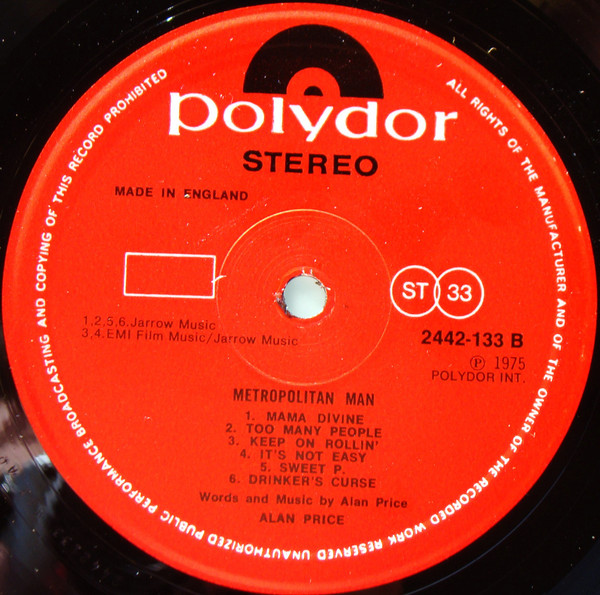 polydor
STEREO
MADE IN ENGLAND
ST 33
1,2,5,6.Jarrow Music
3,4.EMI Film Music/Jarrow Music
2442-133 B
℗ 1975
POLYDOR INT.
METROPOLITAN MAN
1. MAMA DIVINE
2. TOO MANY PEOPLE
3. KEEP ON ROLLIN'
4. IT'S NOT EASY
5. SWEET P.
6. DRINKER'S CURSE
Words and Music by Alan Price
ALAN PRICE
ALL RIGHTS OF THE MANUFACTURER AND OF THE OWNER OF THE RECORDED WORK RESERVED UNAUTHORIZED PUBLIC PERFORMANCE BROADCASTING AND COPYING OF THIS RECORD PROHIBITED